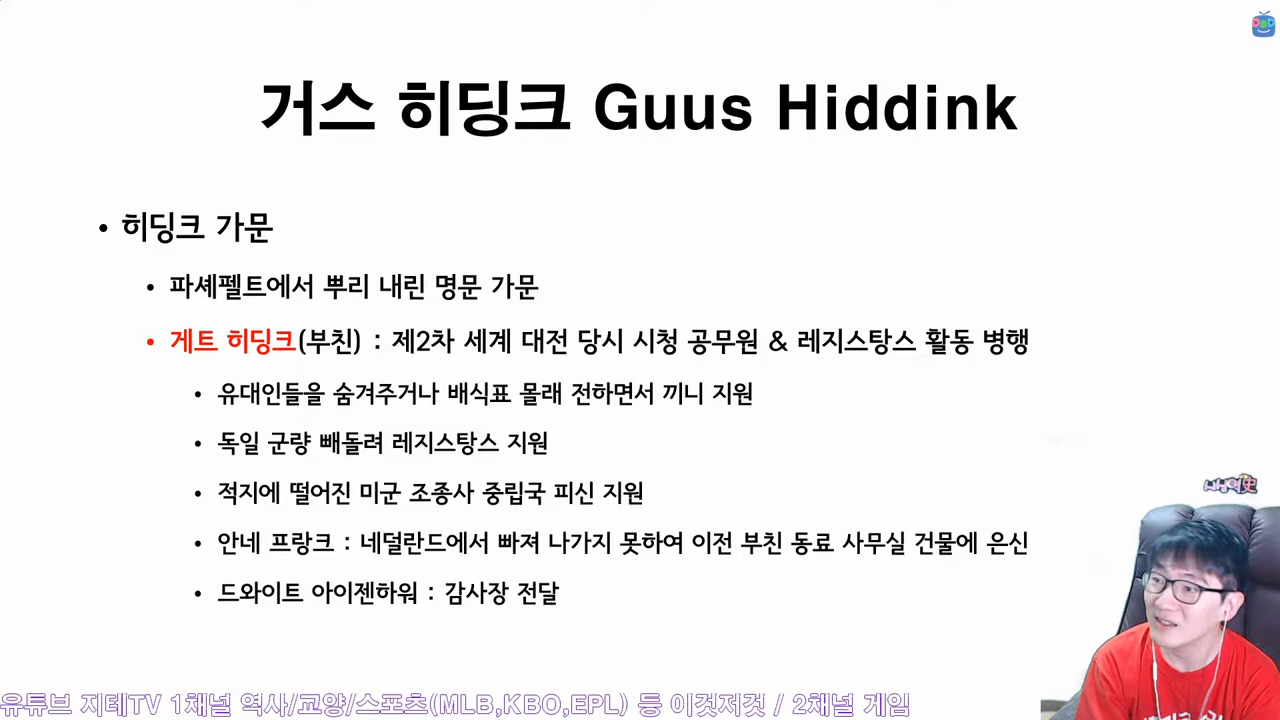 거스 히딩크 Guus Hiddink
• 히딩크 가문
• 파셰펠트에서 뿌리 내린 명문 가문
• 게트 히딩크(부친) : 제2차 세계 대전 당시 시청 공무원 & 레지스탕스 활동 병행
• 유대인들을 숨겨주거나 배식표 몰래 전하면서 끼니 지원
• 독일 군량 빼돌려 레지스탕스 지원
• 적지에 떨어진 미군 조종사 중립국 피신 지원
• 안네 프랑크 : 네덜란드에서 빠져 나가지 못하여 이전 부친 동료 사무실 건물에 은신
• 드와이트 아이젠하워 : 감사장 전달
유튜브 지테TV 1채널 역사/교양/스포츠(MLB,KBO,EPL) 등 이것저것 / 2채널 게임